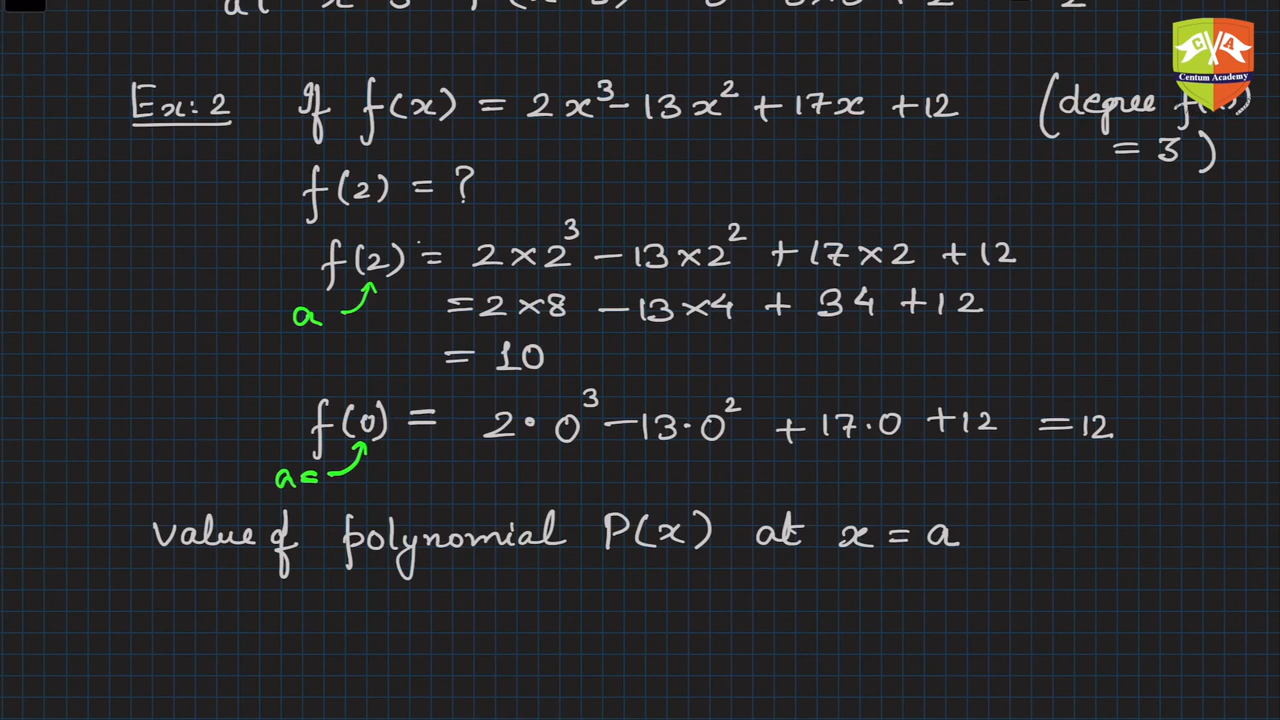 Ex:2 If f(x) = 2x³ - 13x² + 17x + 12 (degree
= 3)
f(2) = ?
f(2) = 2×2³ - 13×2² + 17×2 + 12
a
= 2×8 - 13×4 + 34 + 12
= 10
f(0) = 2·0³ - 13·0² + 17·0 + 12 = 12
a =
value of polynomial P(x) at x = a
CA
Centum Academy